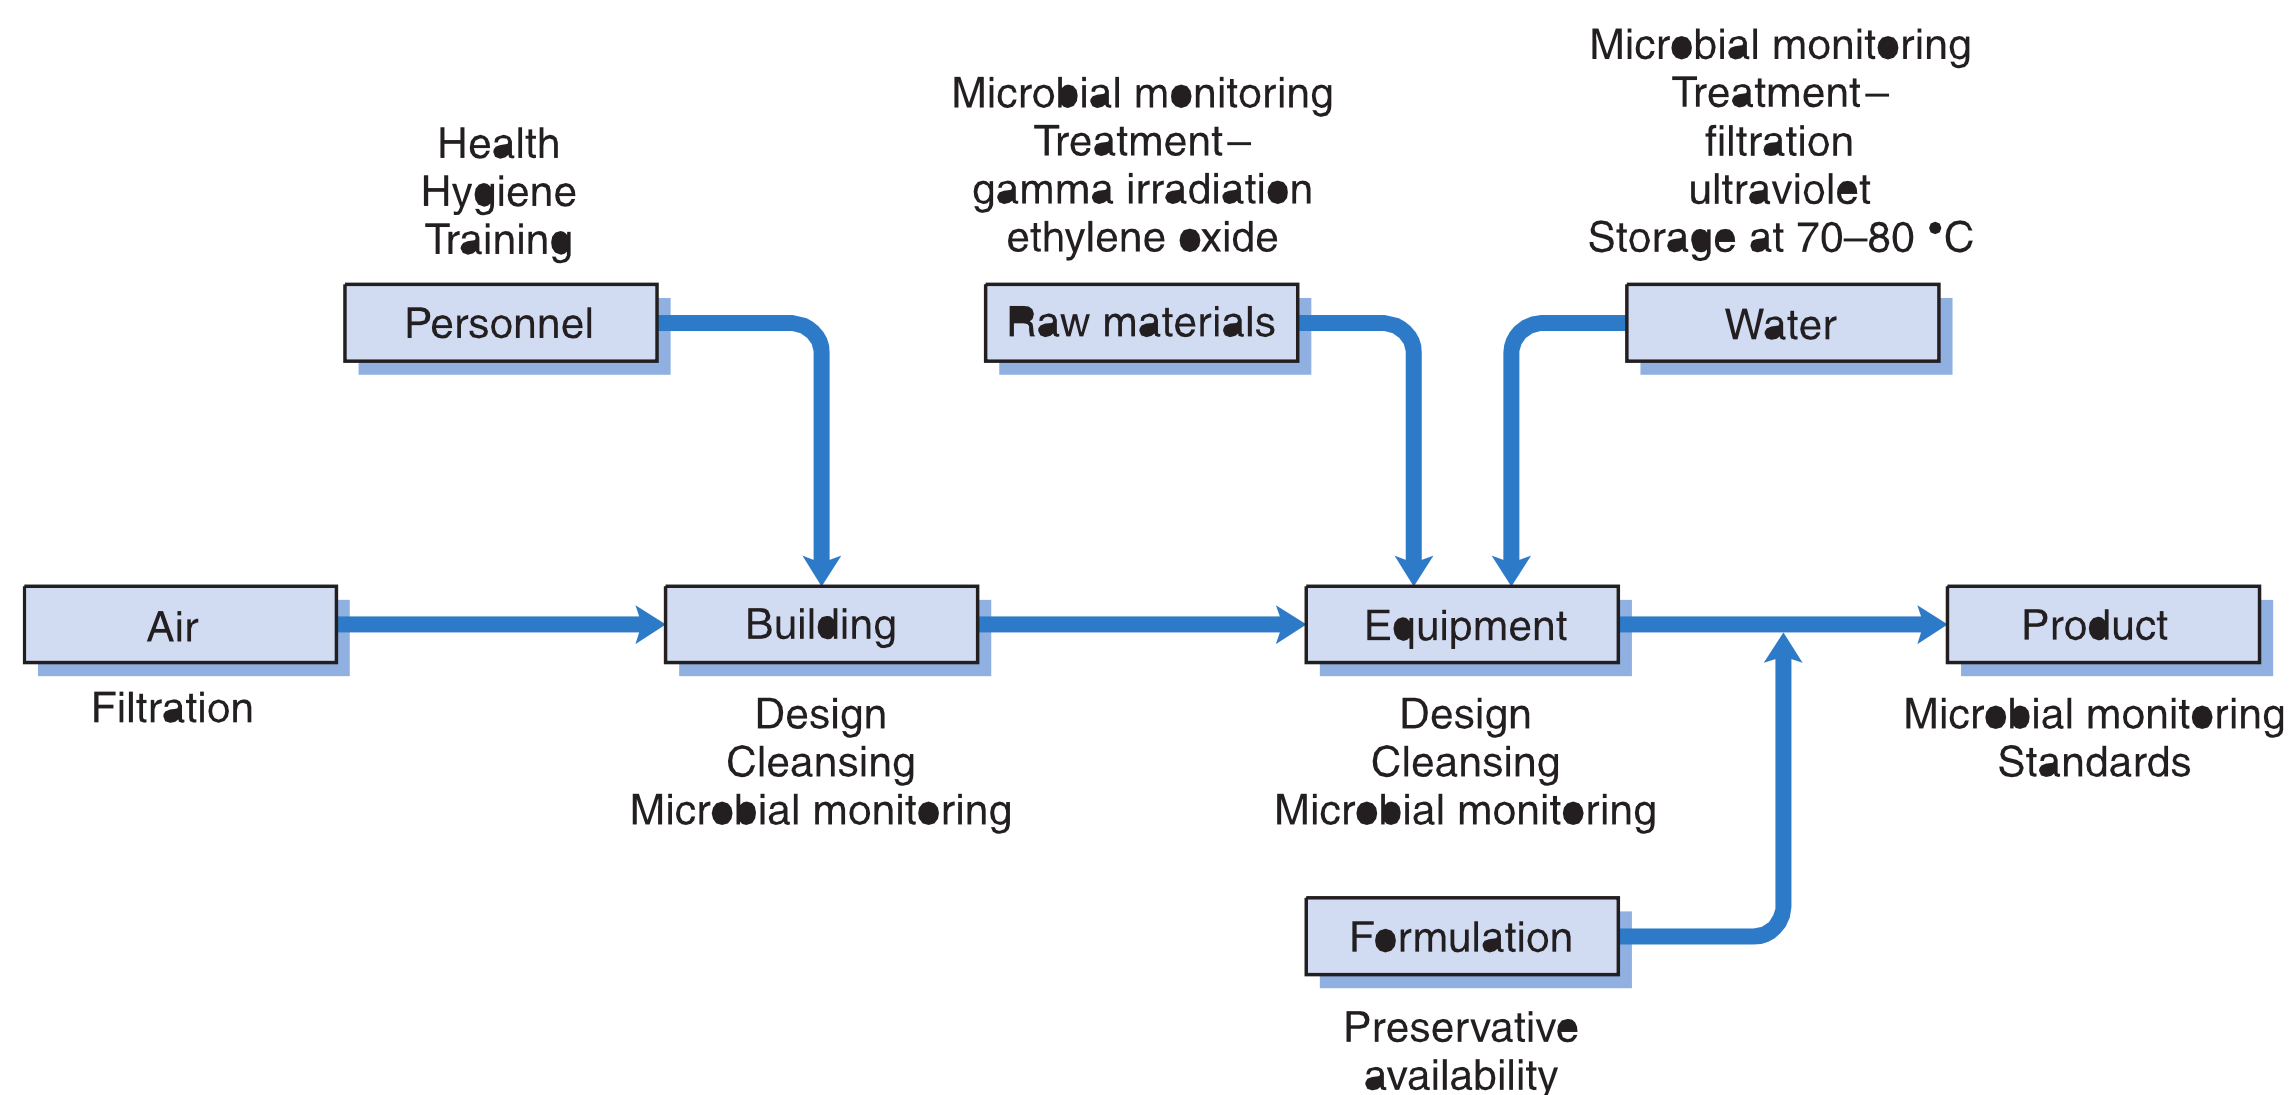 Health
Hygiene
Training
Personnel
Microbial monitoring
Treatment–
gamma irradiation
ethylene oxide
Raw materials
Microbial monitoring
Treatment–
filtration
ultraviolet
Storage at 70–80 °C
Water
Air
Filtration
Building
Design
Cleansing
Microbial monitoring
Equipment
Design
Cleansing
Microbial monitoring
Product
Microbial monitoring
Standards
Formulation
Preservative
availability